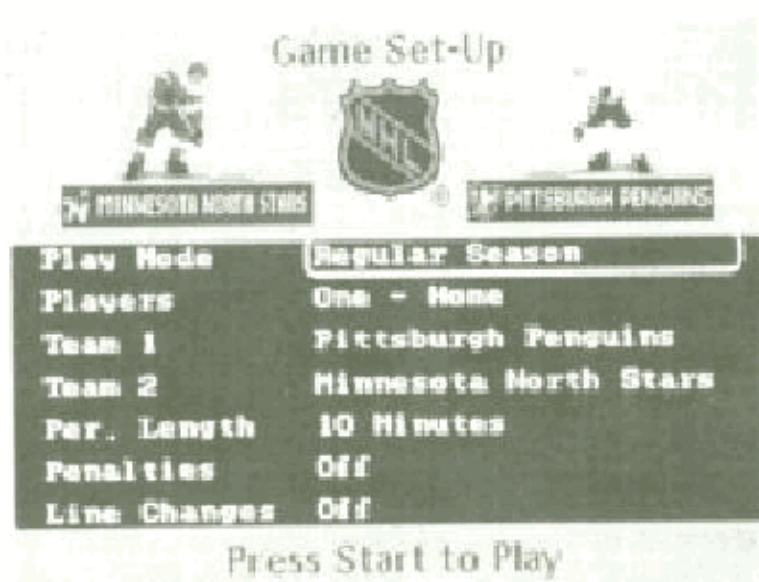 Game Set-Up
NHL
®
MINNESOTA NORTH STARS
PITTSBURGH PENGUINS
Play Mode Regular Season
Players One - Home
Team 1 Pittsburgh Penguins
Team 2 Minnesota North Stars
Per. Length 10 Minutes
Penalties Off
Line Changes Off
Press Start to Play